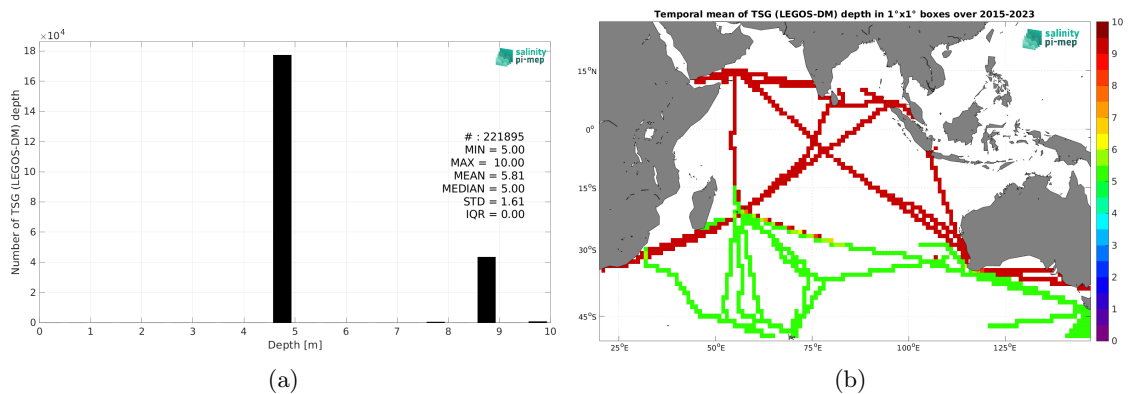 ×10⁴
18
16
14
12
10
8
6
4
2
0
Number of TSG (LEGOS-DM) depth
salinity
pi-mep
# : 221895
MIN = 5.00
MAX = 10.00
MEAN = 5.81
MEDIAN = 5.00
STD = 1.61
IQR = 0.00
0 1 2 3 4 5 6 7 8 9 10
Depth [m]
(a)
Temporal mean of TSG (LEGOS-DM) depth in 1°x1° boxes over 2015-2023
salinity
pi-mep
15°N
0°
15°S
30°S
45°S
25°E 50°E 75°E 100°E 125°E
10
9
8
7
6
5
4
3
2
1
0
(b)